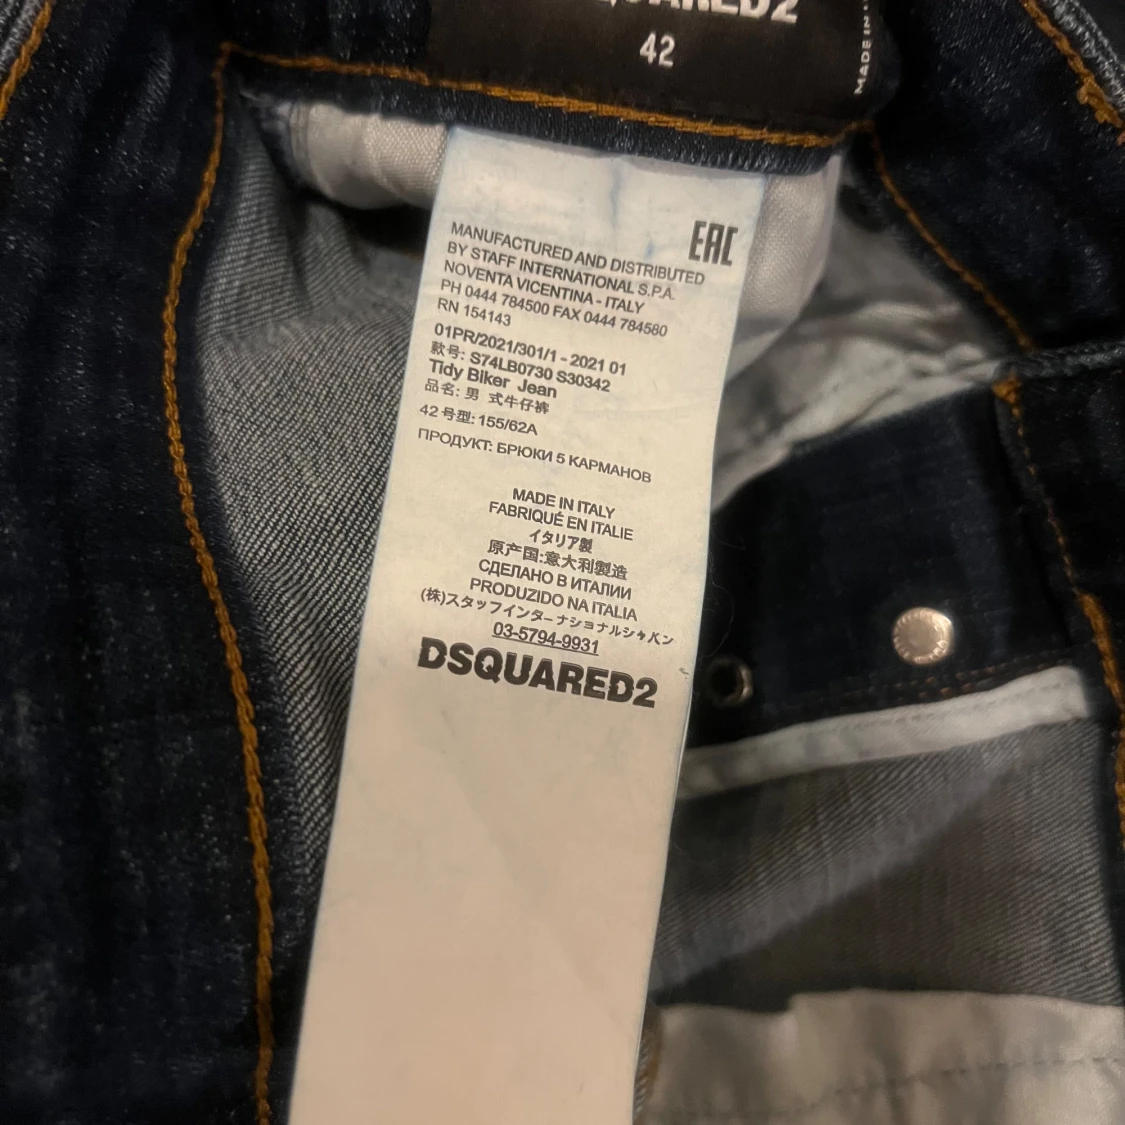 SQUARED2
42
MADE IN
EAC
MANUFACTURED AND DISTRIBUTED
BY STAFF INTERNATIONAL S.P.A.
NOVENTA VICENTINA - ITALY
PH 0444 784500 FAX 0444 784580
RN 154143
01PR/2021/301/1 - 2021 01
款号: S74LB0730 S30342
Tidy Biker Jean
品名: 男 式牛仔裤
42 号型: 155/62A
ПРОДУКТ: БРЮКИ 5 КАРМАНОВ
MADE IN ITALY
FABRIQUÉ EN ITALIE
イタリア製
原产国:意大利製造
СДЕЛАНО В ИТАЛИИ
PRODUZIDO NA ITALIA
(株)スタッフインターナショナルジャパン
03-5794-9931
DSQUARED2